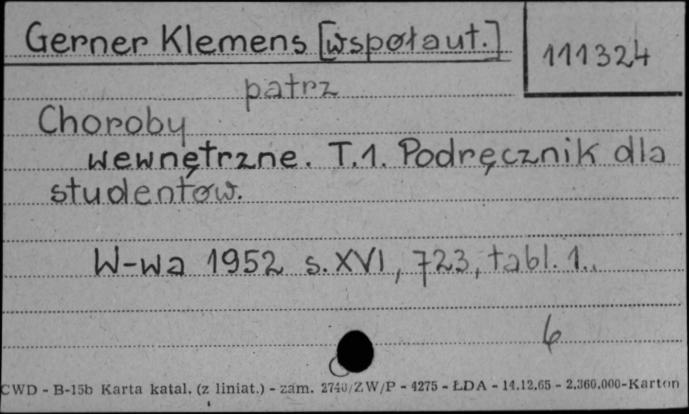 Gerner Klemens [współaut.]
111324
patrz
Choroby
wewnętrzne. T.1. Podręcznik dla
studentów.
W-wa 1952 s. XVI, 723, tabl. 1..
6
CWD - B-15b Karta katal. (z liniat.) - zam. 2740/ZW/P - 4275 - ŁDA - 14.12.65 - 2.360.000-Karton